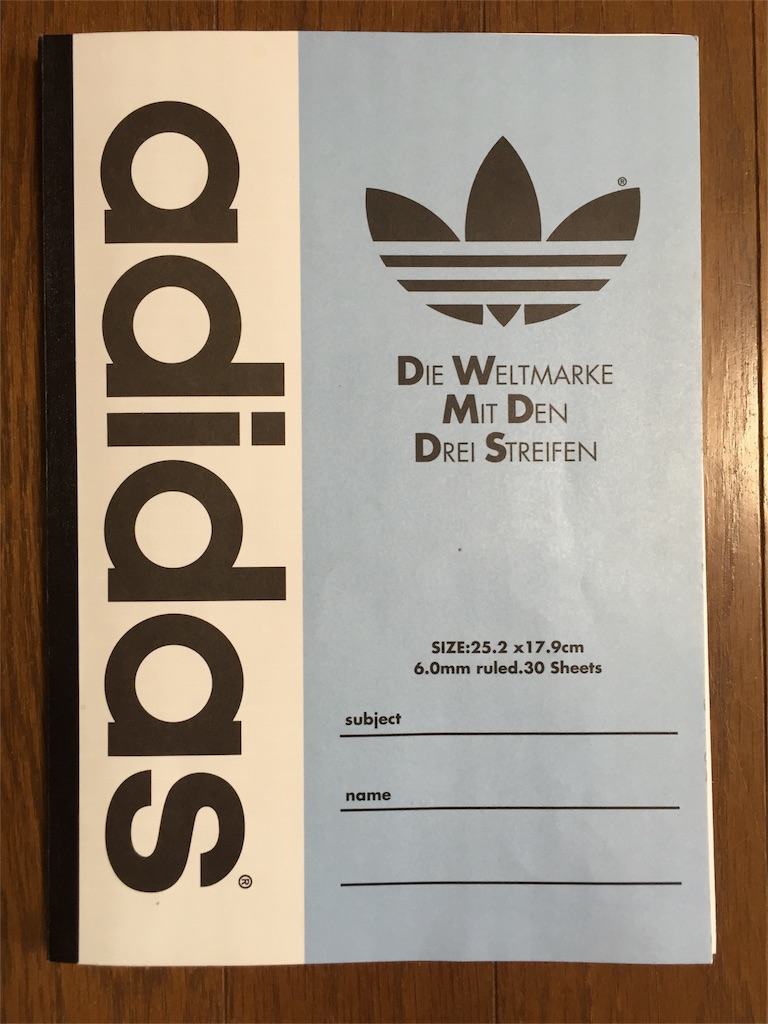 adidas®
®
DIE WELTMARKE
MIT DEN
DREI STREIFEN
SIZE:25.2 x17.9cm
6.0mm ruled.30 Sheets
subject
name